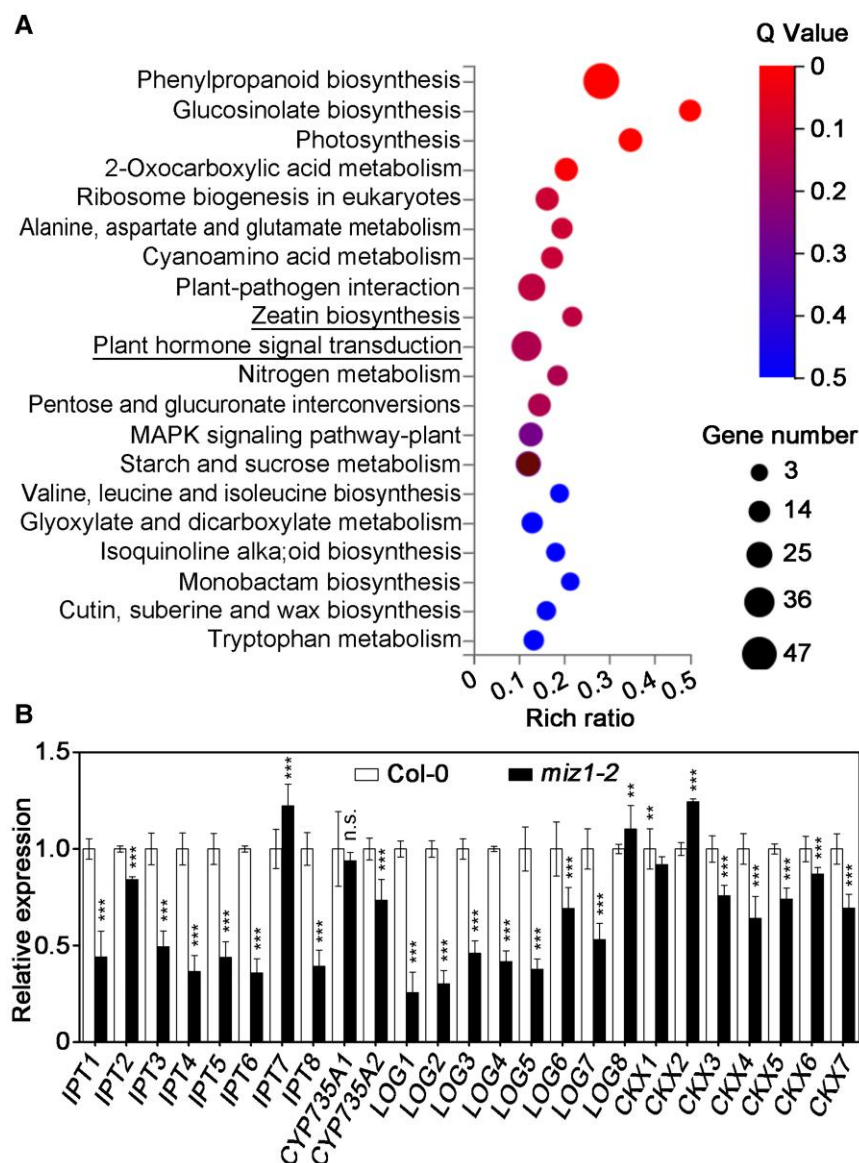 A
Q Value
Phenylpropanoid biosynthesis
Glucosinolate biosynthesis
Photosynthesis
2-Oxocarboxylic acid metabolism
Ribosome biogenesis in eukaryotes
Alanine, aspartate and glutamate metabolism
Cyanoamino acid metabolism
Plant-pathogen interaction
Zeatin biosynthesis
Plant hormone signal transduction
Nitrogen metabolism
Pentose and glucuronate interconversions
MAPK signaling pathway-plant
Starch and sucrose metabolism
Valine, leucine and isoleucine biosynthesis
Glyoxylate and dicarboxylate metabolism
Isoquinoline alka;oid biosynthesis
Monobactam biosynthesis
Cutin, suberine and wax biosynthesis
Tryptophan metabolism
0 0.1 0.2 0.3 0.4 0.5
Rich ratio
0
0.1
0.2
0.3
0.4
0.5
Gene number
3
14
25
36
47
B
Relative expression
1.5
1.0
0.5
0
Col-0 miz1-2
*** *** *** *** *** *** *** *** n.s. *** *** *** *** *** *** *** *** ** ** *** *** *** *** *** ***
IPT1 IPT2 IPT3 IPT4 IPT5 IPT6 IPT7 IPT8 CYP735A1 CYP735A2 LOG1 LOG2 LOG3 LOG4 LOG5 LOG6 LOG7 LOG8 CKX1 CKX2 CKX3 CKX4 CKX5 CKX6 CKX7